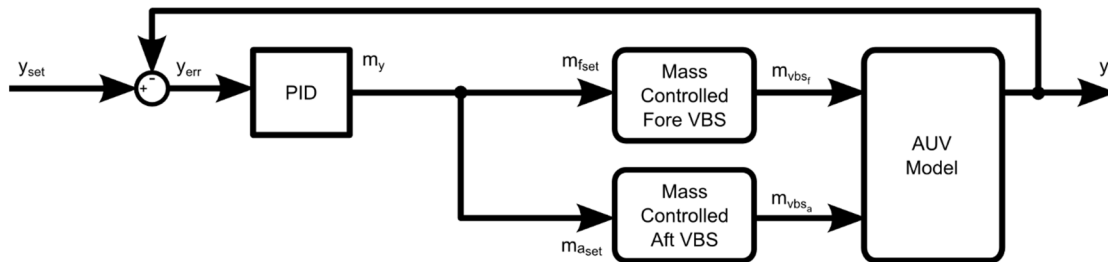 y_set
+
-
y_err
PID
m_y
m_fset
Mass
Controlled
Fore VBS
m_vbs_f
m_aset
Mass
Controlled
Aft VBS
m_vbs_a
AUV
Model
y